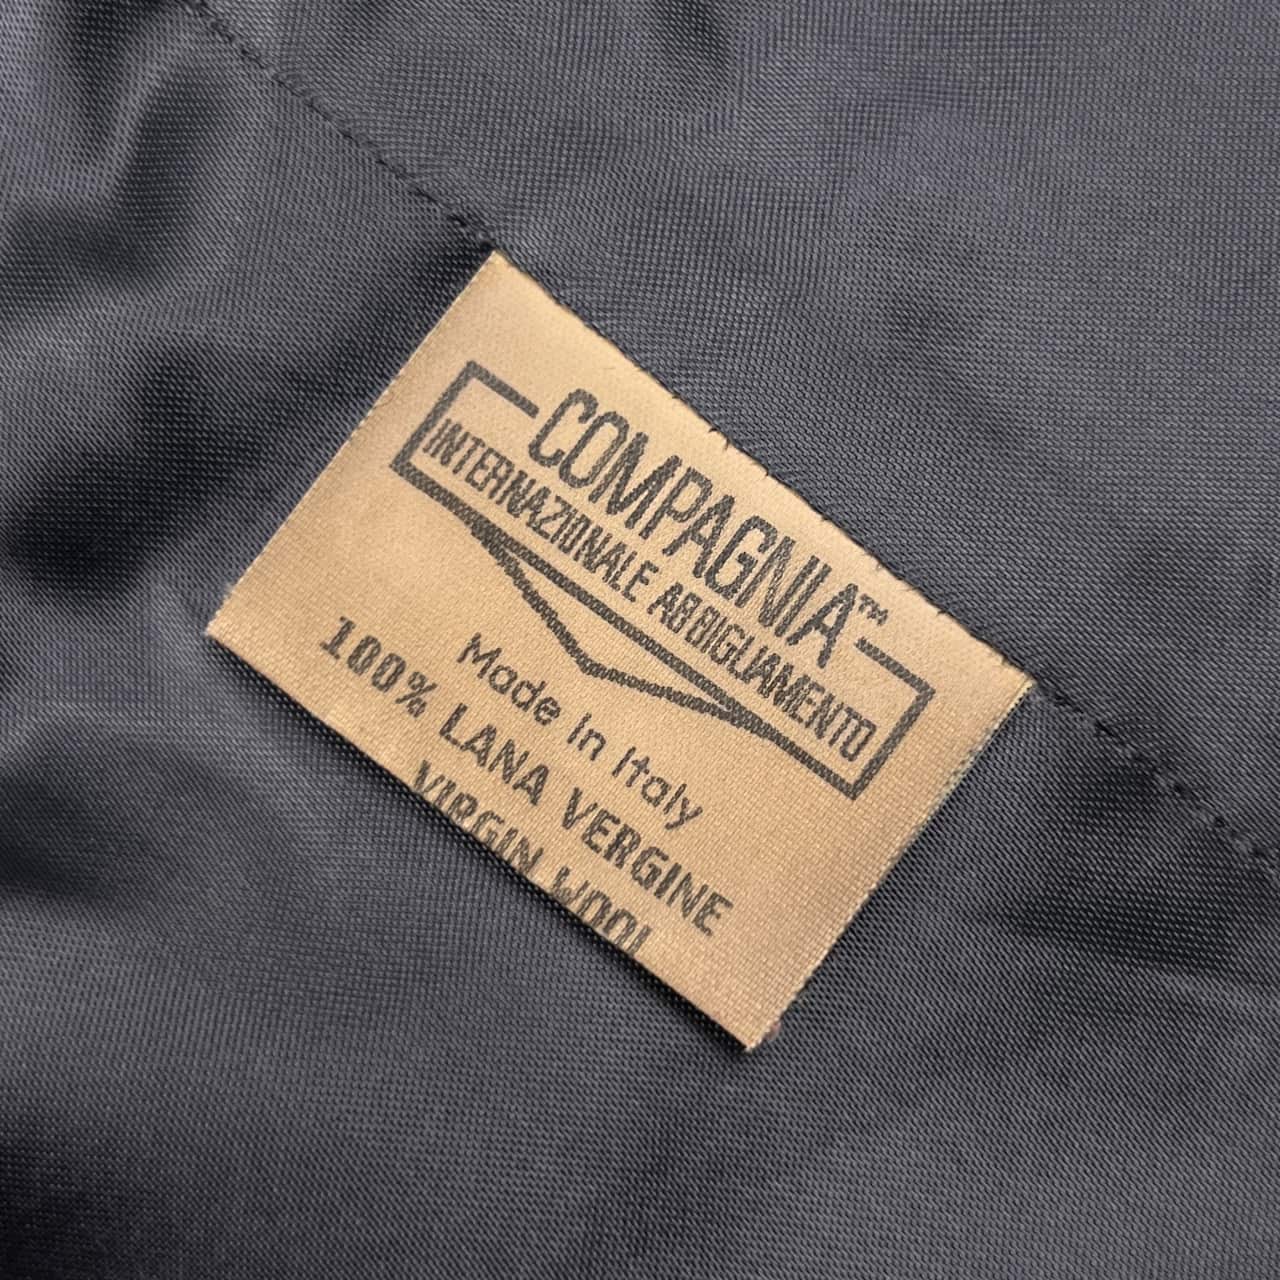 COMPAGNIA™
INTERNAZIONALE ABBIGLIAMENTO
Made in Italy
100% LANA VERGINE
VIRGIN WOOL